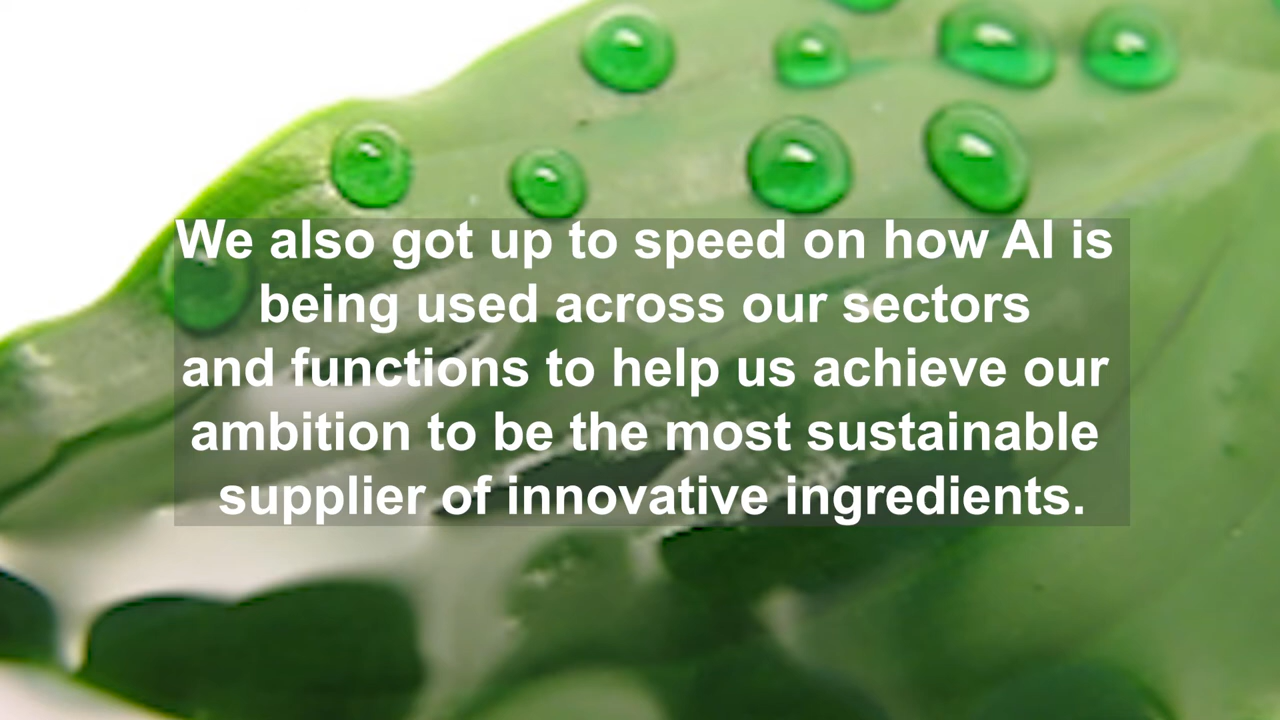 We also got up to speed on how AI is
being used across our sectors
and functions to help us achieve our
ambition to be the most sustainable
supplier of innovative ingredients.